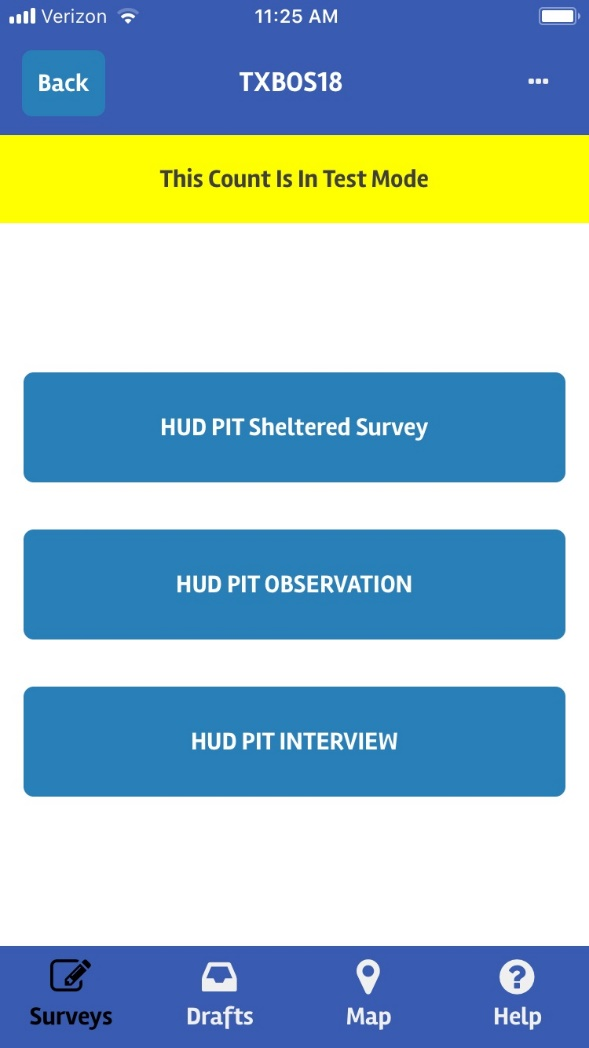 Verizon 11:25 AM
Back TXBOS18 ...
This Count Is In Test Mode
HUD PIT Sheltered Survey
HUD PIT OBSERVATION
HUD PIT INTERVIEW
Surveys Drafts Map Help